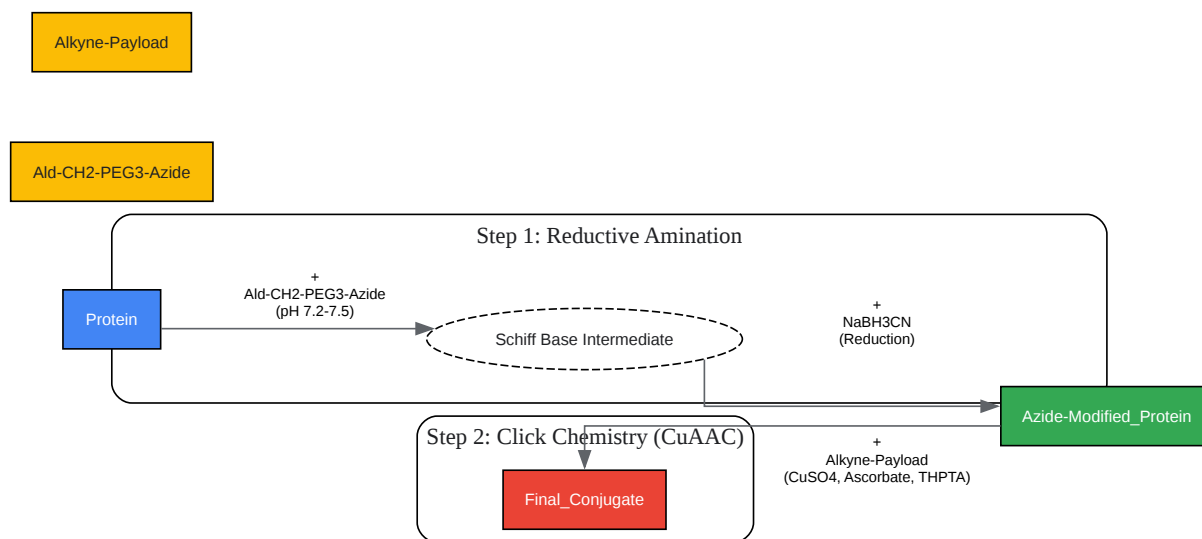 Alkyne-Payload
Ald-CH2-PEG3-Azide
Step 1: Reductive Amination
+
Ald-CH2-PEG3-Azide
(pH 7.2-7.5)
Protein
Schiff Base Intermediate
+
NaBH3CN
(Reduction)
Azide-Modified_Protein
Step 2: Click Chemistry (CuAAC)
+
Alkyne-Payload
(CuSO4, Ascorbate, THPTA)
Final_Conjugate